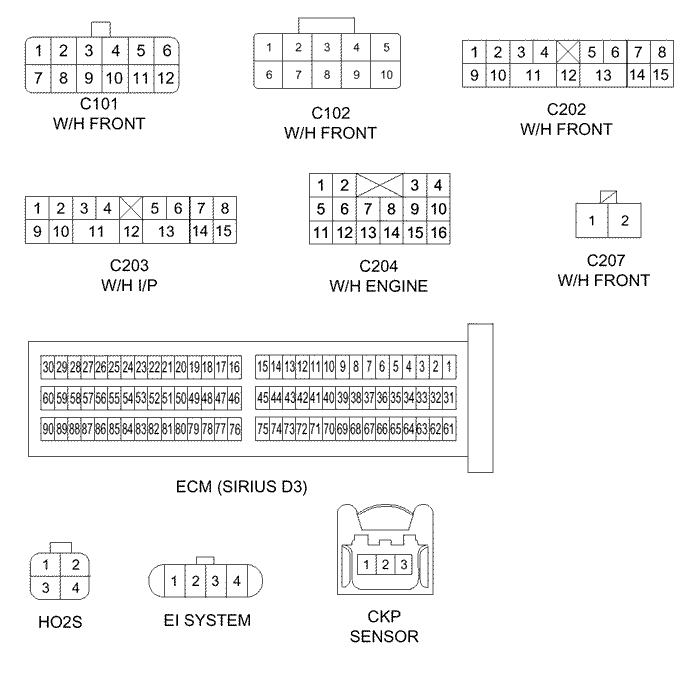 1 2 3 4 5 6
7 8 9 10 11 12
C101
W/H FRONT
1 2 3 4 5
6 7 8 9 10
C102
W/H FRONT
1 2 3 4 5 6 7 8
9 10 11 12 13 14 15
C202
W/H FRONT
1 2 3 4 5 6 7 8
9 10 11 12 13 14 15
C203
W/H I/P
1 2 3 4
5 6 7 8 9 10
11 12 13 14 15 16
C204
W/H ENGINE
1 2
C207
W/H FRONT
30 29 28 27 26 25 24 23 22 21 20 19 18 17 16 15 14 13 12 11 10 9 8 7 6 5 4 3 2 1
60 59 58 57 56 55 54 53 52 51 50 49 48 47 46 45 44 43 42 41 40 39 38 37 36 35 34 33 32 31
90 89 88 87 86 85 84 83 82 81 80 79 78 77 76 75 74 73 72 71 70 69 68 67 66 65 64 63 62 61
ECM (SIRIUS D3)
1 2
3 4
HO2S
1 2 3 4
EI SYSTEM
1 2 3
CKP
SENSOR